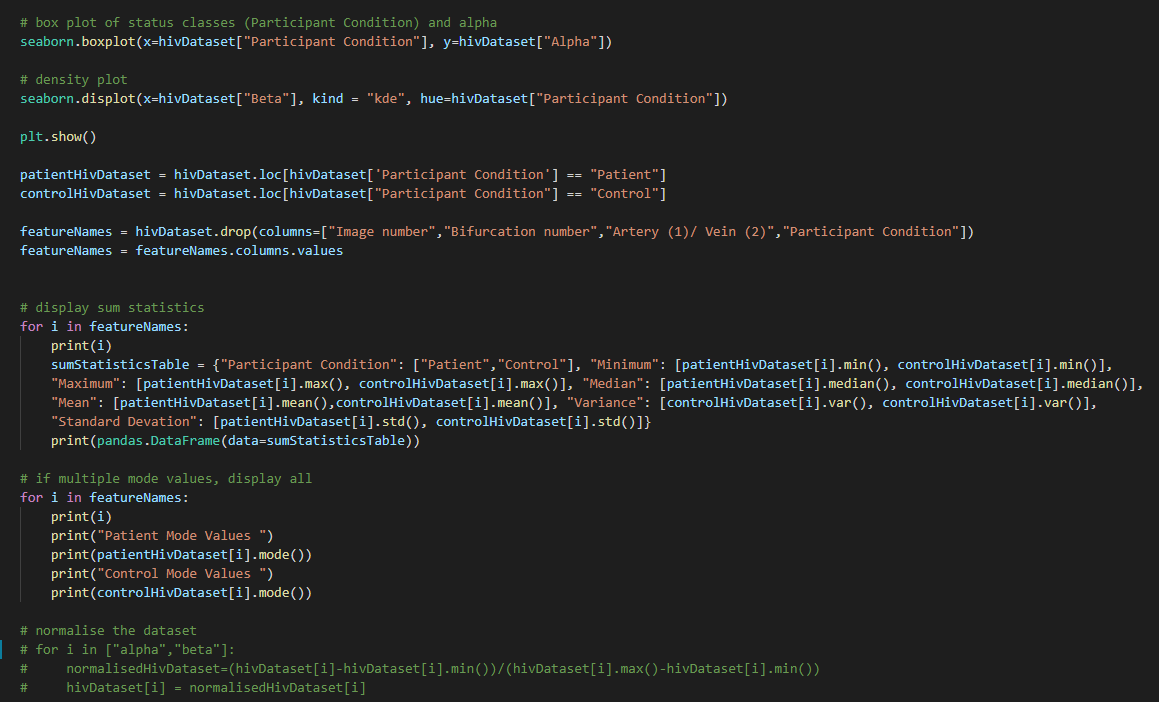 # box plot of status classes (Participant Condition) and alpha
seaborn.boxplot(x=hivDataset["Participant Condition"], y=hivDataset["Alpha"])
# density plot
seaborn.displot(x=hivDataset["Beta"], kind = "kde", hue=hivDataset["Participant Condition"])
plt.show()
patientHivDataset = hivDataset.loc[hivDataset['Participant Condition'] == "Patient"]
controlHivDataset = hivDataset.loc[hivDataset["Participant Condition"] == "Control"]
featureNames = hivDataset.drop(columns=["Image number","Bifurcation number","Artery (1)/ Vein (2)","Participant Condition"])
featureNames = featureNames.columns.values
# display sum statistics
for i in featureNames:
    print(i)
    sumStatisticsTable = {"Participant Condition": ["Patient","Control"], "Minimum": [patientHivDataset[i].min(), controlHivDataset[i].min()],
    "Maximum": [patientHivDataset[i].max(), controlHivDataset[i].max()], "Median": [patientHivDataset[i].median(), controlHivDataset[i].median()],
    "Mean": [patientHivDataset[i].mean(),controlHivDataset[i].mean()], "Variance": [controlHivDataset[i].var(), controlHivDataset[i].var()],
    "Standard Devation": [patientHivDataset[i].std(), controlHivDataset[i].std()]}
    print(pandas.DataFrame(data=sumStatisticsTable))
# if multiple mode values, display all
for i in featureNames:
    print(i)
    print("Patient Mode Values ")
    print(patientHivDataset[i].mode())
    print("Control Mode Values ")
    print(controlHivDataset[i].mode())
# normalise the dataset
# for i in ["alpha","beta"]:
#     normalisedHivDataset=(hivDataset[i]-hivDataset[i].min())/(hivDataset[i].max()-hivDataset[i].min())
#     hivDataset[i] = normalisedHivDataset[i]